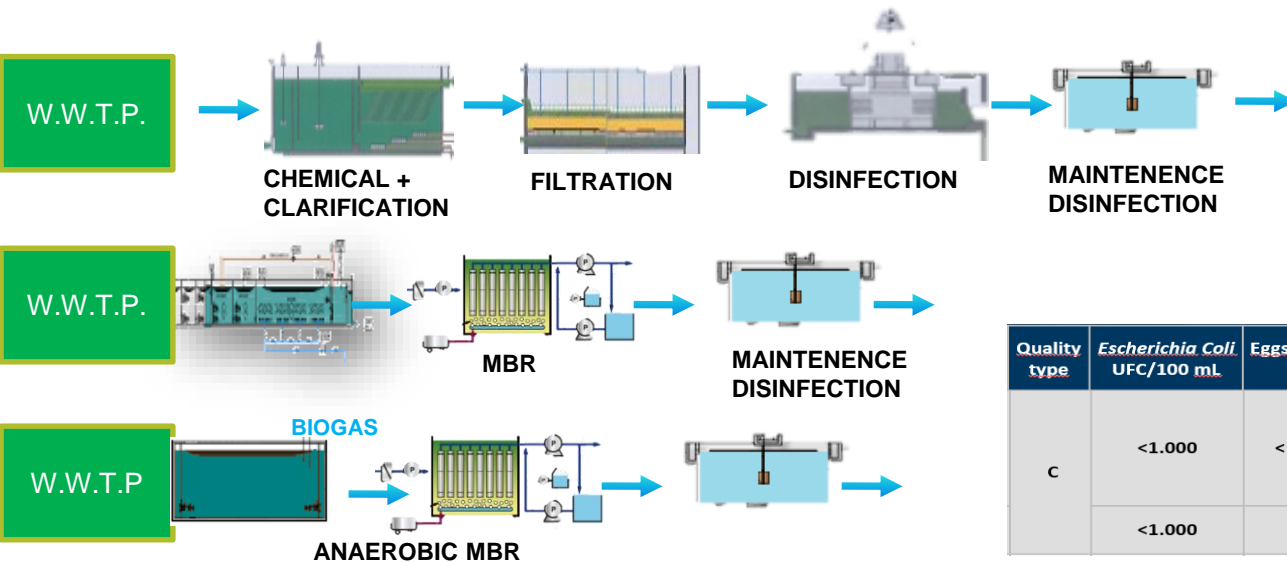 W.W.T.P.
CHEMICAL +
CLARIFICATION
FILTRATION
DISINFECTION
MAINTENENCE
DISINFECTION
W.W.T.P.
MBR
MAINTENENCE
DISINFECTION
W.W.T.P
BIOGAS
ANAEROBIC MBR
Quality type
Escherichia Coli UFC/100 mL
Eggs
C
<1.000
<
<1.000